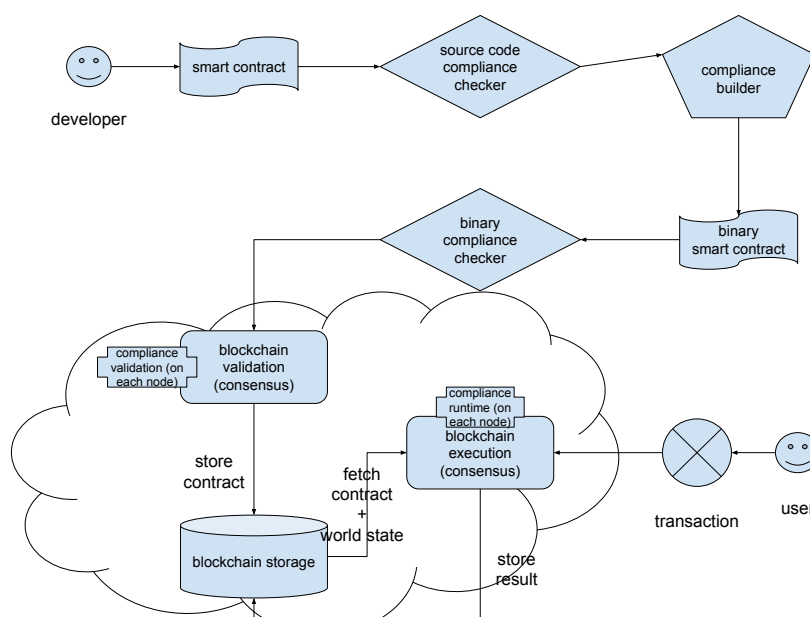 source code
compliance
checker
smart contract
compliance
builder
developer
binary
compliance
checker
binary
smart contract
compliance
validation (on
each node)
blockchain
validation
(consensus)
compliance
runtime (on
each node)
blockchain
execution
(consensus)
store
contract
fetch
contract
+
world state
transaction
user
blockchain storage
store
result